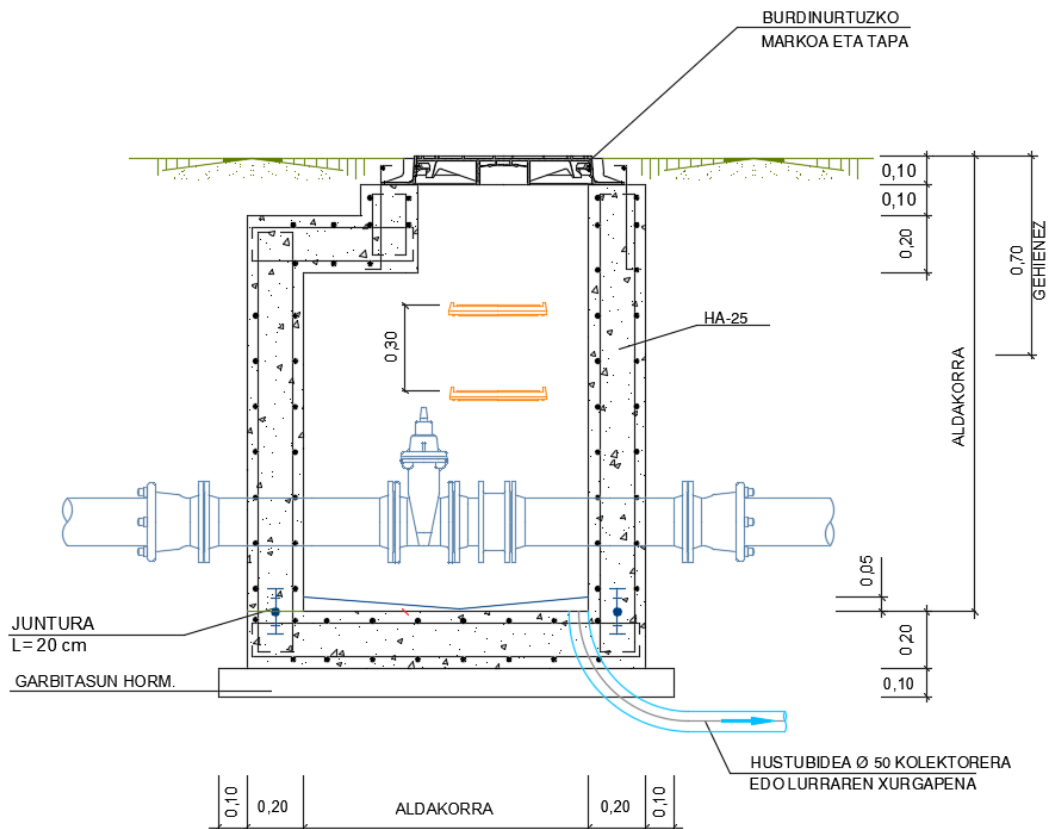 BURDINURTUZKO
MARKOA ETA TAPA
0,10
0,10
0,20
0,70
GEHIENEZ
ALDAKORRA
0,30
HA-25
0,05
0,20
0,10
JUNTURA
L= 20 cm
GARBITASUN HORM.
HUSTUBIDEA Ø 50 KOLEKTORERA
EDO LURRAREN XURGAPENA
0,10
0,20
ALDAKORRA
0,20
0,10